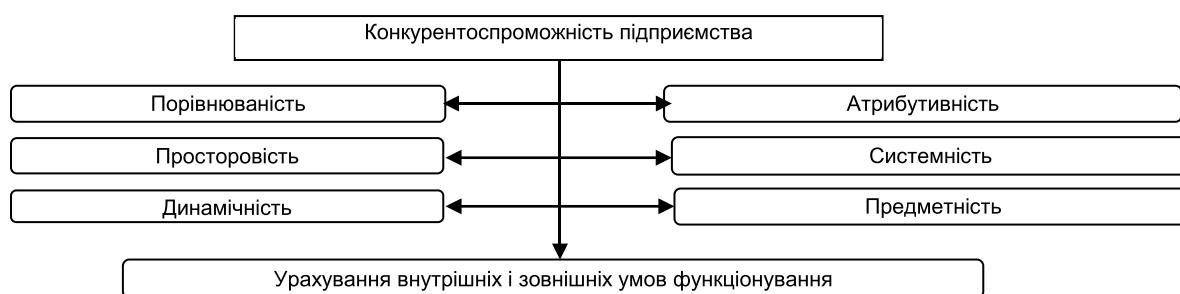 Конкурентоспроможність підприємства
Порівнюваність
Атрибутивність
Просторовість
Системність
Динамічність
Предметність
Урахування внутрішніх і зовнішніх умов функціонування